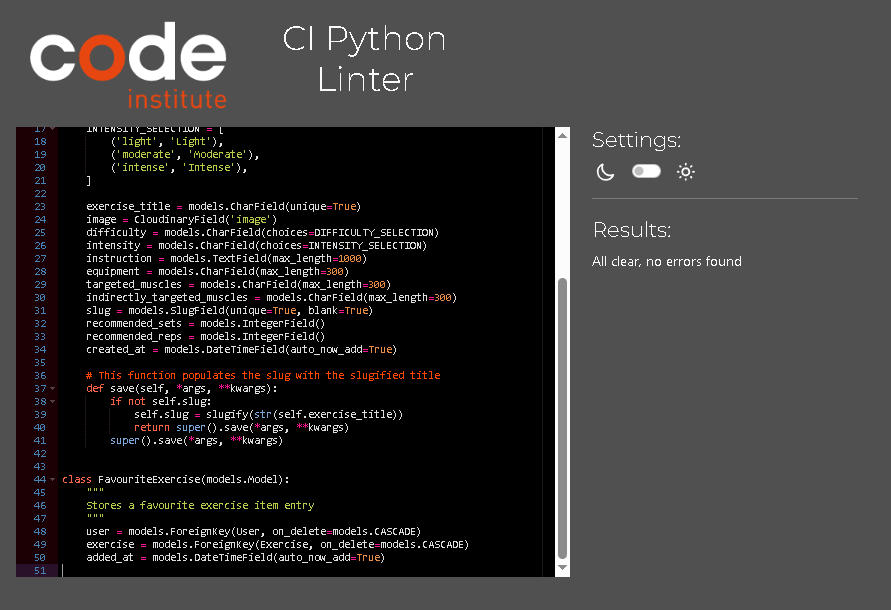 code
institute
CI Python
Linter
17 INTENSITY_SELECTION = [
18 ('light', 'Light'),
19 ('moderate', 'Moderate'),
20 ('intense', 'Intense'),
21 ]
22
23 exercise_title = models.CharField(unique=True)
24 image = CloudinaryField('image')
25 difficulty = models.CharField(choices=DIFFICULTY_SELECTION)
26 intensity = models.CharField(choices=INTENSITY_SELECTION)
27 instruction = models.TextField(max_length=1000)
28 equipment = models.CharField(max_length=300)
29 targeted_muscles = models.CharField(max_length=300)
30 indirectly_targeted_muscles = models.CharField(max_length=300)
31 slug = models.SlugField(unique=True, blank=True)
32 recommended_sets = models.IntegerField()
33 recommended_reps = models.IntegerField()
34 created_at = models.DateTimeField(auto_now_add=True)
35
36 # This function populates the slug with the slugified title
37 def save(self, *args, **kwargs):
38 if not self.slug:
39 self.slug = slugify(str(self.exercise_title))
40 return super().save(*args, **kwargs)
41 super().save(*args, **kwargs)
42
43
44 class FavouriteExercise(models.Model):
45 """
46 Stores a favourite exercise item entry
47 """
48 user = models.ForeignKey(User, on_delete=models.CASCADE)
49 exercise = models.ForeignKey(Exercise, on_delete=models.CASCADE)
50 added_at = models.DateTimeField(auto_now_add=True)
51
Settings:
Results:
All clear, no errors found